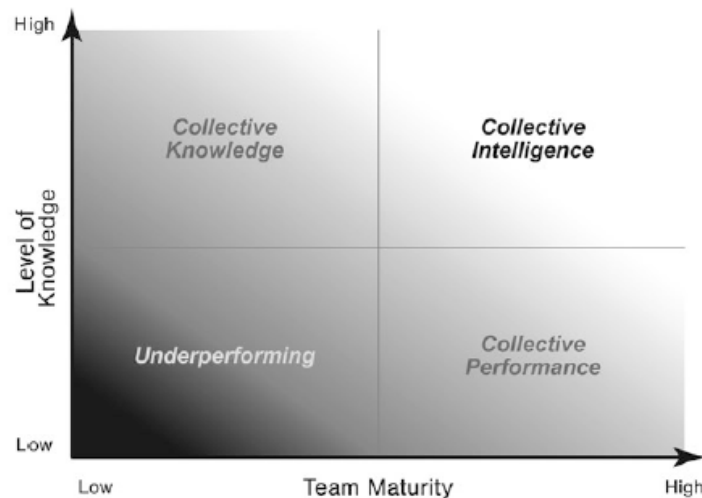 High
Collective
Knowledge
Collective
Intelligence
Level of
Knowledge
Underperforming
Collective
Performance
Low
Low
Team Maturity
High